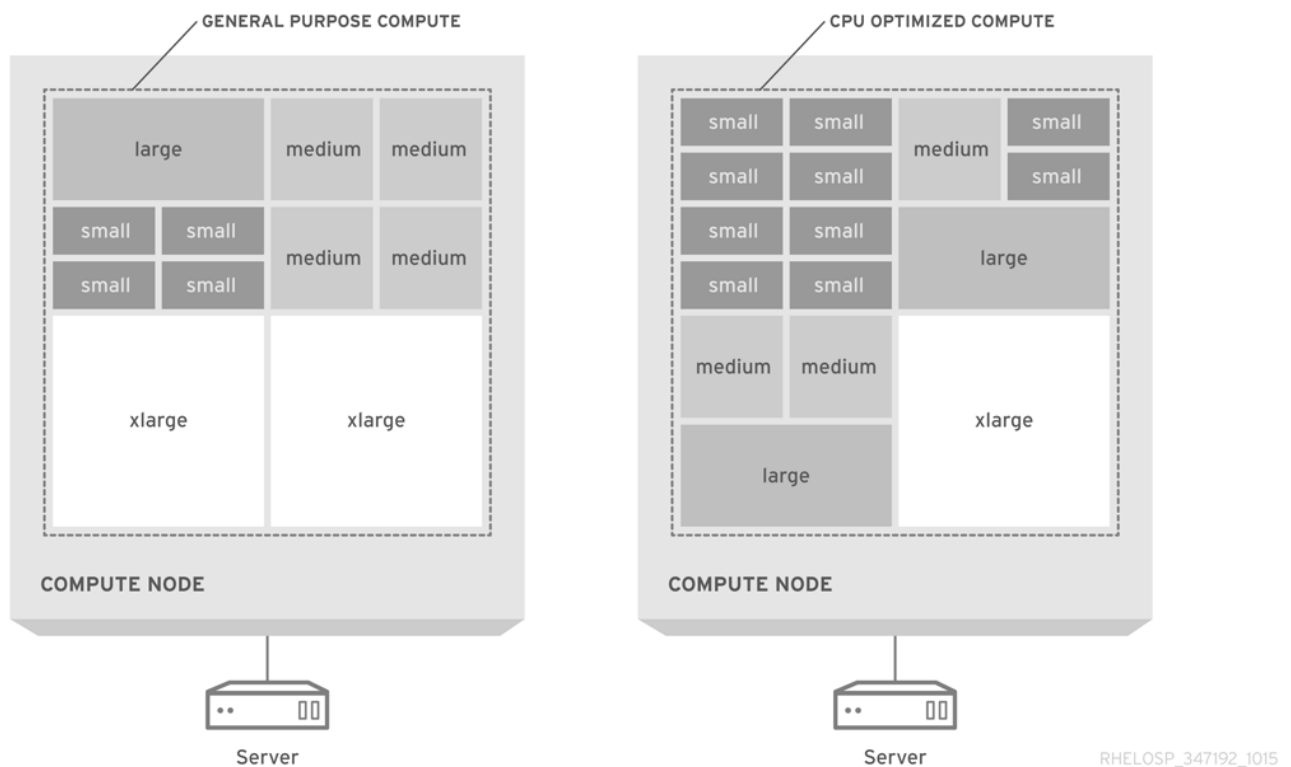 GENERAL PURPOSE COMPUTE
large
medium
medium
small
small
medium
medium
small
small
xlarge
xlarge
COMPUTE NODE
Server
CPU OPTIMIZED COMPUTE
small
small
medium
small
small
small
small
small
small
large
small
small
medium
medium
xlarge
large
COMPUTE NODE
Server
RHELOSP_347192_1015